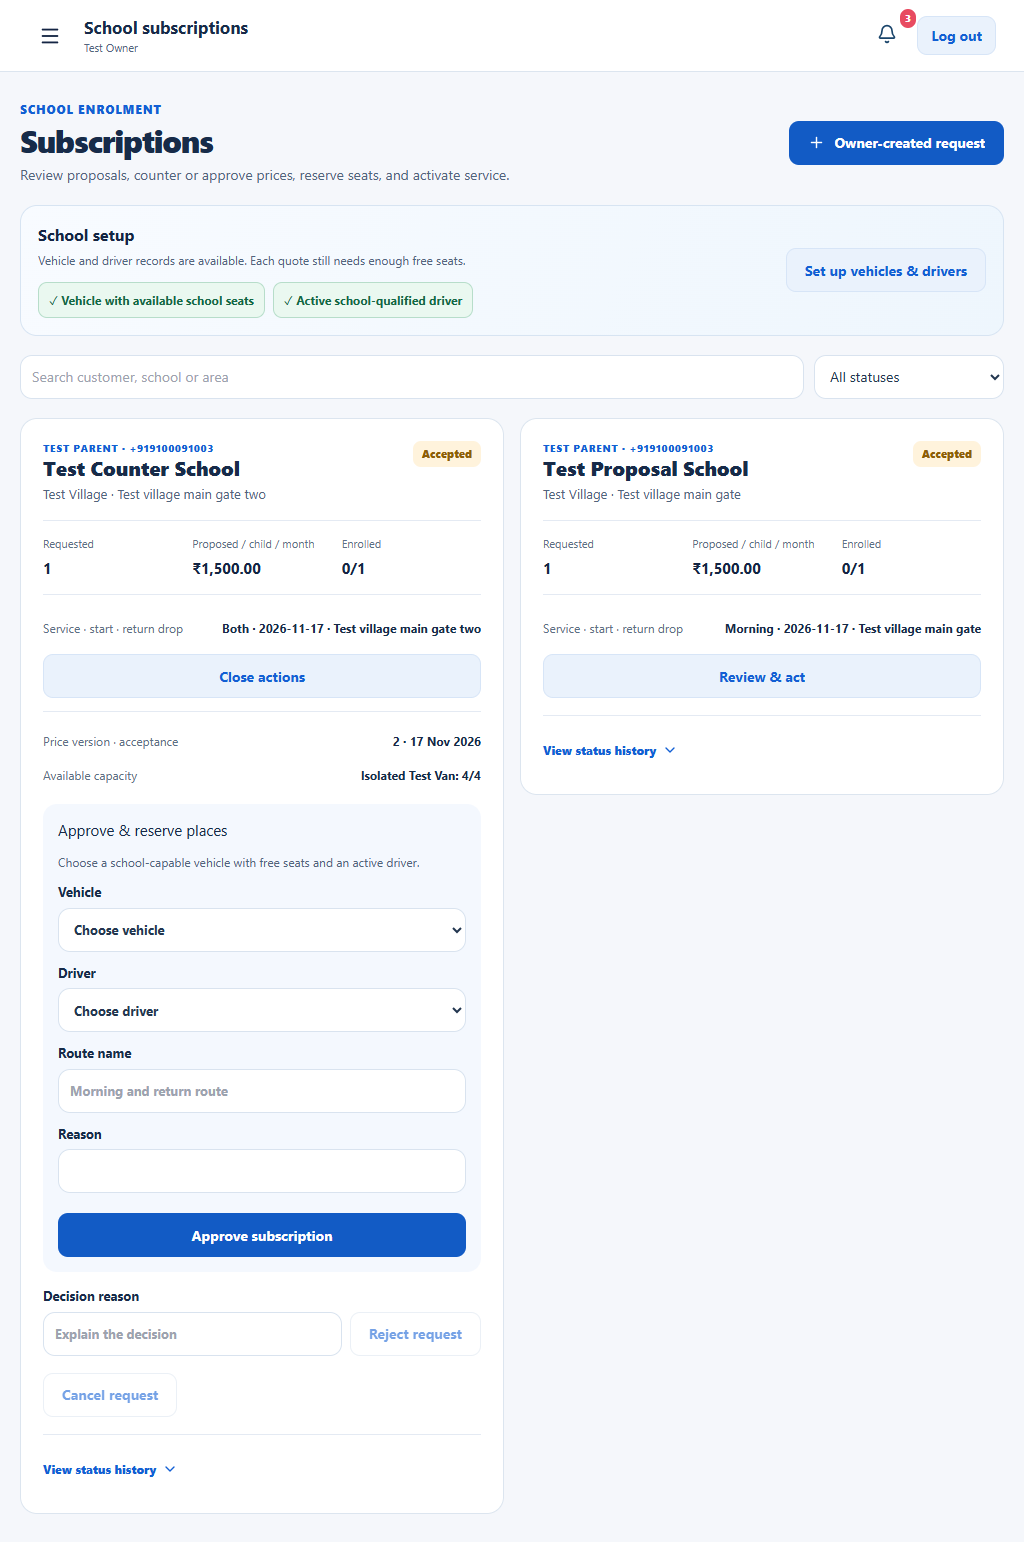 School subscriptions
Test Owner
3
Log out
SCHOOL ENROLMENT
Subscriptions
Review proposals, counter or approve prices, reserve seats, and activate service.
+ Owner-created request
School setup
Vehicle and driver records are available. Each quote still needs enough free seats.
✓ Vehicle with available school seats
✓ Active school-qualified driver
Set up vehicles & drivers
Search customer, school or area
All statuses
TEST PARENT · +919100091003
Accepted
Test Counter School
Test Village · Test village main gate two
Requested
Proposed / child / month
Enrolled
1
₹1,500.00
0/1
Service · start · return drop
Both · 2026-11-17 · Test village main gate two
Close actions
Price version · acceptance
2 · 17 Nov 2026
Available capacity
Isolated Test Van: 4/4
Approve & reserve places
Choose a school-capable vehicle with free seats and an active driver.
Vehicle
Choose vehicle
Driver
Choose driver
Route name
Morning and return route
Reason
Approve subscription
Decision reason
Explain the decision
Reject request
Cancel request
View status history
TEST PARENT · +919100091003
Accepted
Test Proposal School
Test Village · Test village main gate
Requested
Proposed / child / month
Enrolled
1
₹1,500.00
0/1
Service · start · return drop
Morning · 2026-11-17 · Test village main gate
Review & act
View status history